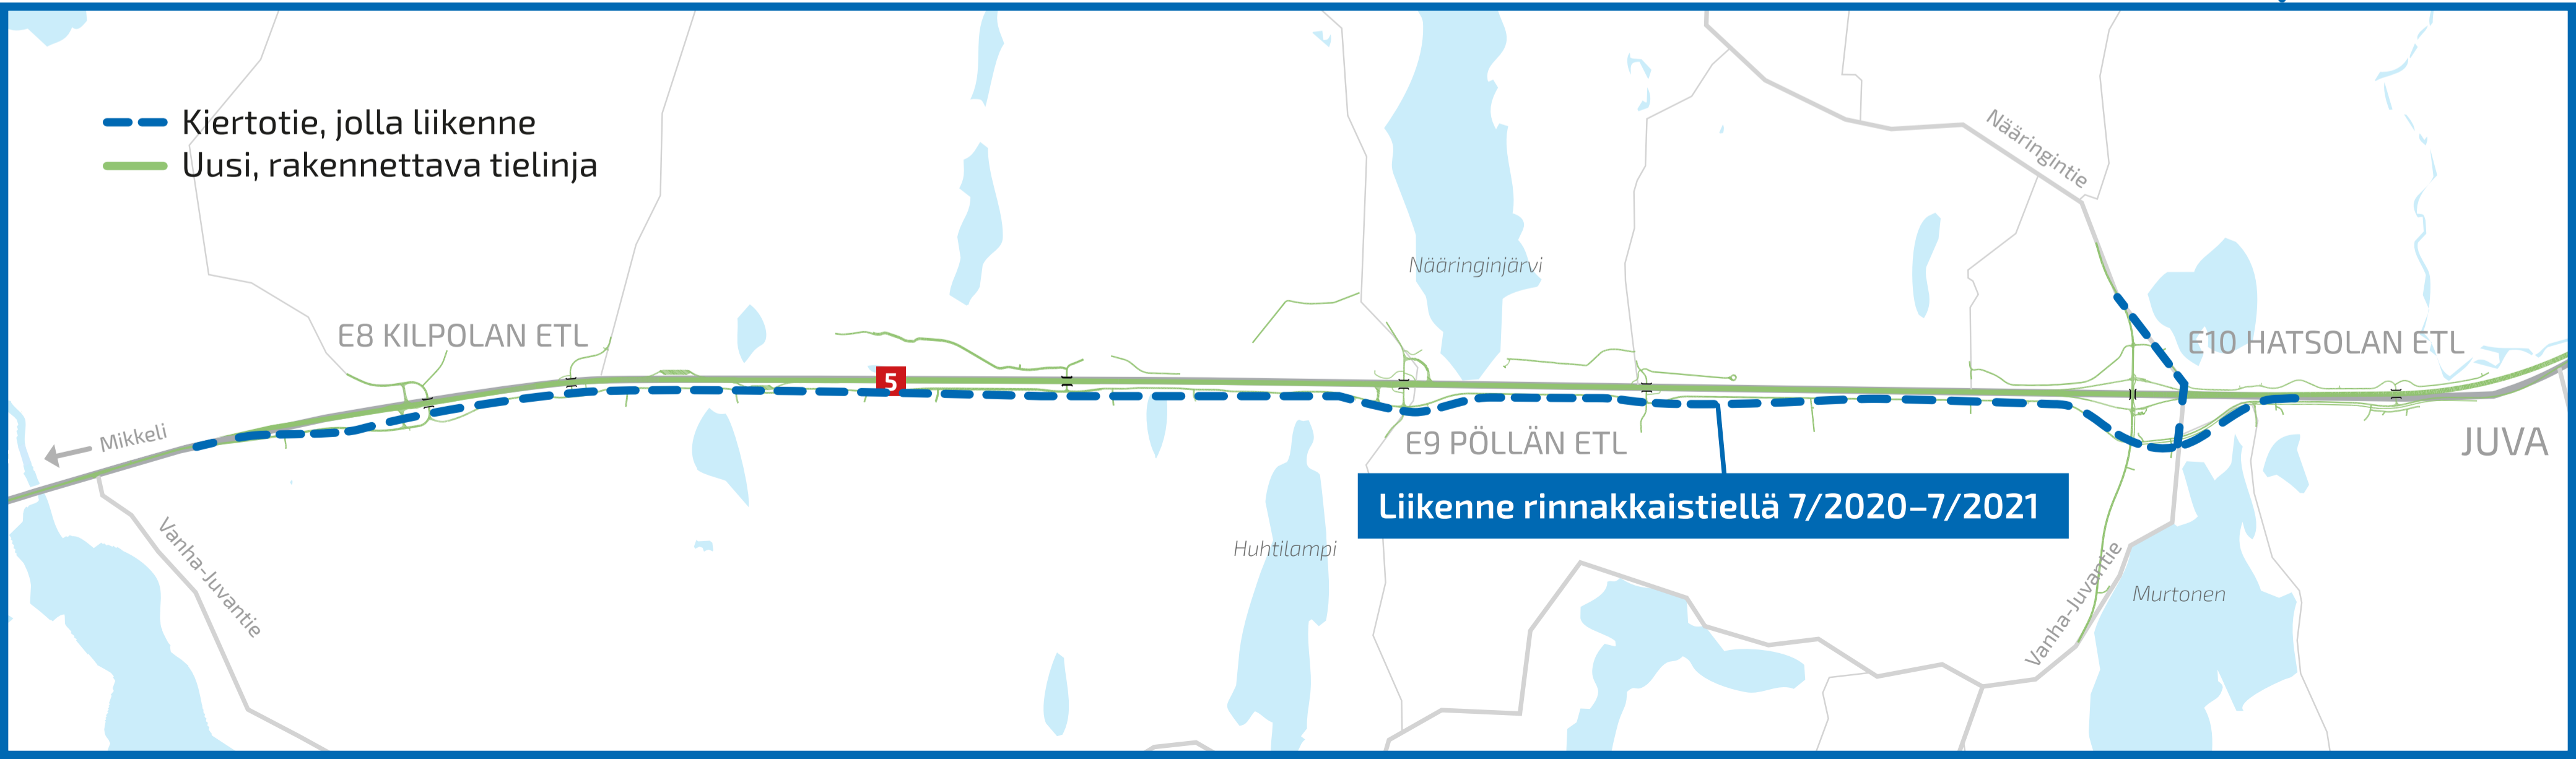 Kiertotie, jolla liikenne
Uusi, rakennettava tielinja
Nääringintie
Nääringinjärvi
E8 KILPOLAN ETL
E10 HATSOLAN ETL
5
Mikkeli
E9 PÖLLÄN ETL
JUVA
Liikenne rinnakkaistiellä 7/2020–7/2021
Vanha-Juvantie
Huhtilampi
Vanha-Juvantie
Murtonen